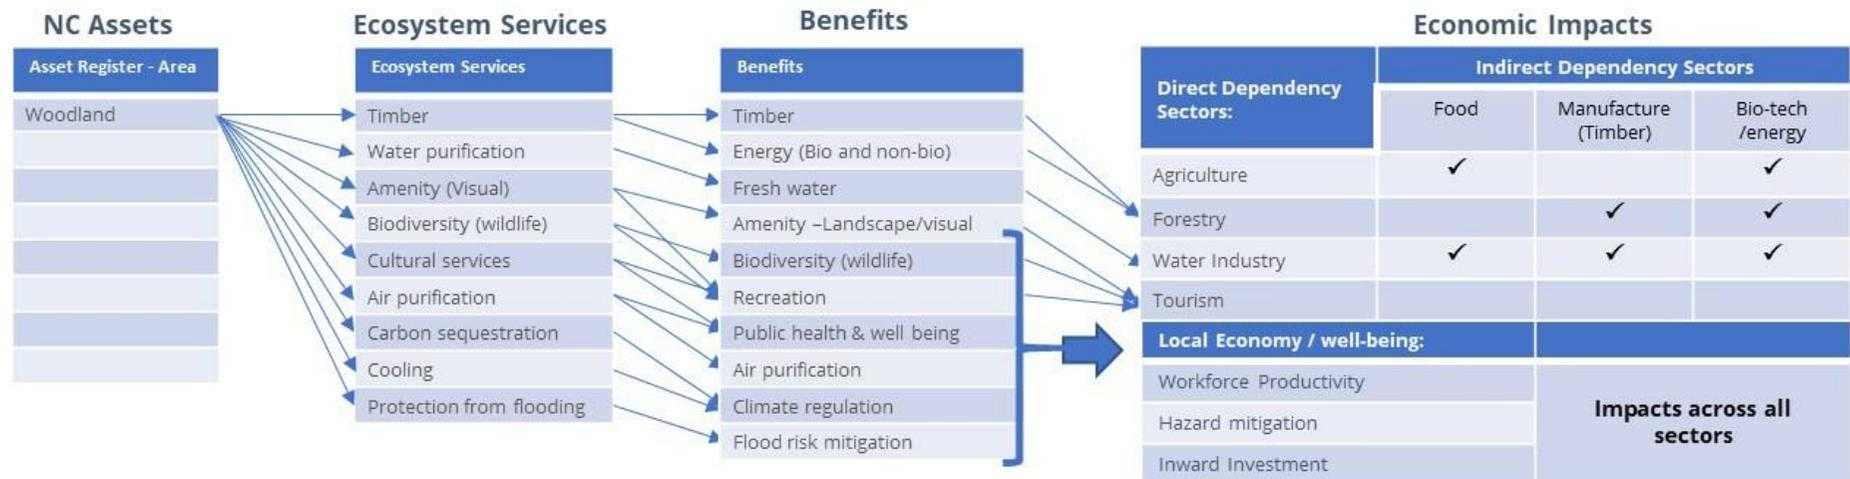 NC Assets
Ecosystem Services
Benefits
Economic Impacts
Asset Register - Area
Woodland
Ecosystem Services
Timber
Water purification
Amenity (Visual)
Biodiversity (wildlife)
Cultural services
Air purification
Carbon sequestration
Cooling
Protection from flooding
Benefits
Timber
Energy (Bio and non-bio)
Fresh water
Amenity –Landscape/visual
Biodiversity (wildlife)
Recreation
Public health & well being
Air purification
Climate regulation
Flood risk mitigation
Direct Dependency
Sectors:
Indirect Dependency Sectors
Food
Manufacture
(Timber)
Bio-tech
/energy
Agriculture ✓ ✓
Forestry ✓ ✓
Water Industry ✓ ✓ ✓
Tourism
Local Economy / well-being:
Workforce Productivity
Hazard mitigation
Inward Investment
Impacts across all
sectors